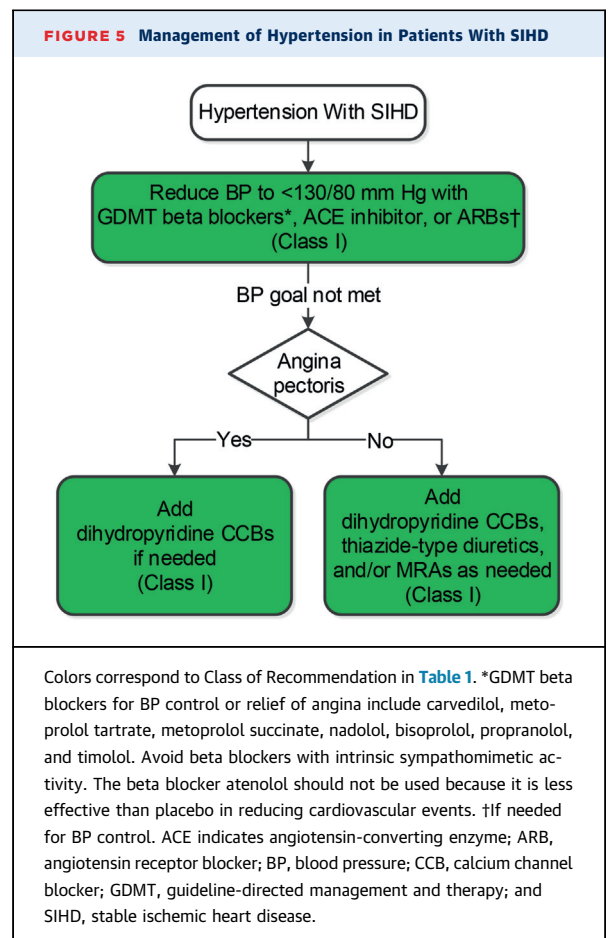 FIGURE 5 Management of Hypertension in Patients With SIHD
Hypertension With SIHD
Reduce BP to <130/80 mm Hg with
GDMT beta blockers*, ACE inhibitor, or ARBs†
(Class I)
BP goal not met
Angina
pectoris
Yes
No
Add
dihydropyridine CCBs
if needed
(Class I)
Add
dihydropyridine CCBs,
thiazide-type diuretics,
and/or MRAs as needed
(Class I)
Colors correspond to Class of Recommendation in Table 1. *GDMT beta
blockers for BP control or relief of angina include carvedilol, meto-
prolol tartrate, metoprolol succinate, nadolol, bisoprolol, propranolol,
and timolol. Avoid beta blockers with intrinsic sympathomimetic ac-
tivity. The beta blocker atenolol should not be used because it is less
effective than placebo in reducing cardiovascular events. †If needed
for BP control. ACE indicates angiotensin-converting enzyme; ARB,
angiotensin receptor blocker; BP, blood pressure; CCB, calcium channel
blocker; GDMT, guideline-directed management and therapy; and
SIHD, stable ischemic heart disease.